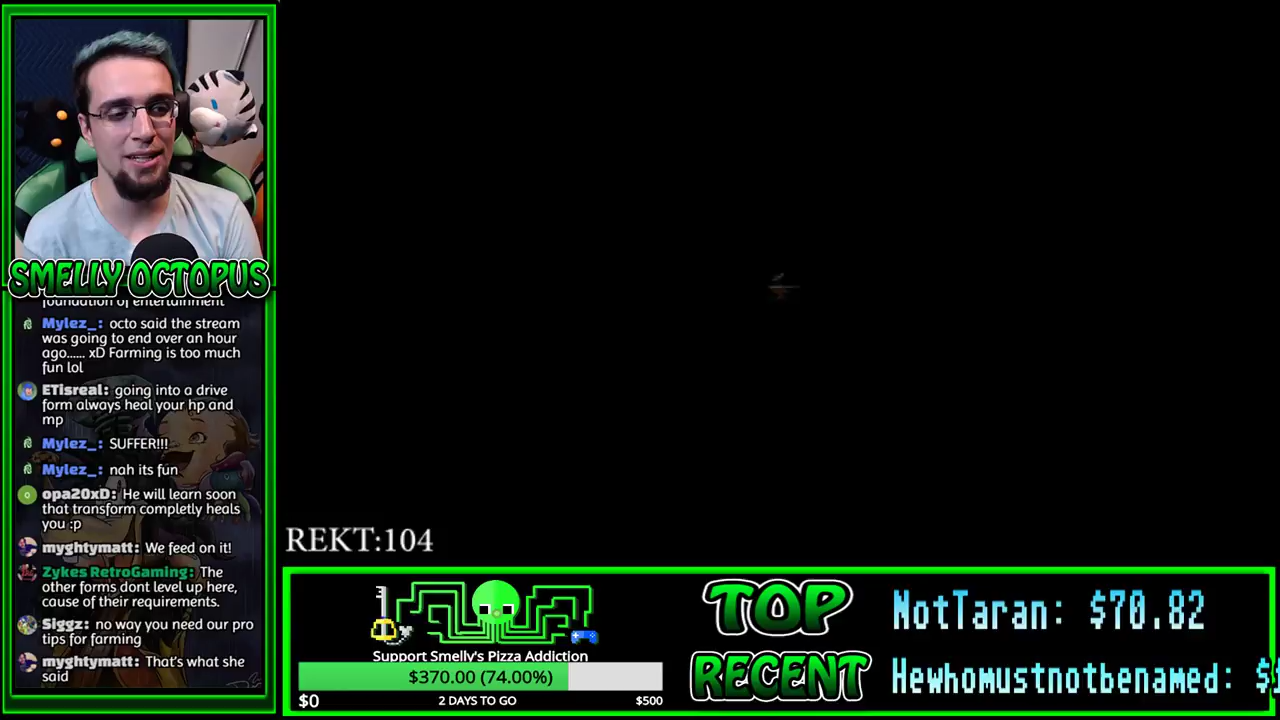 SMELLY OCTOPUS
foundation of entertainment
Mylez_: octo said the stream
was going to end over an hour
ago...... xD Farming is too much
fun lol
ETisreal: going into a drive
form always heal your hp and
mp
Mylez_: SUFFER!!!
Mylez_: nah its fun
opa20xD: He will learn soon
that transform completly heals
you :p
myghtymatt: We feed on it!
Zykes RetroGaming: The
other forms dont level up here,
cause of their requirements.
Siggz: no way you need our pro
tips for farming
myghtymatt: That's what she
said
REKT:104
Support Smelly's Pizza Addiction
$370.00 (74.00%)
$0 2 DAYS TO GO $500
TOP NotTaran: $70.82
RECENT Hewhomustnotbenamed: